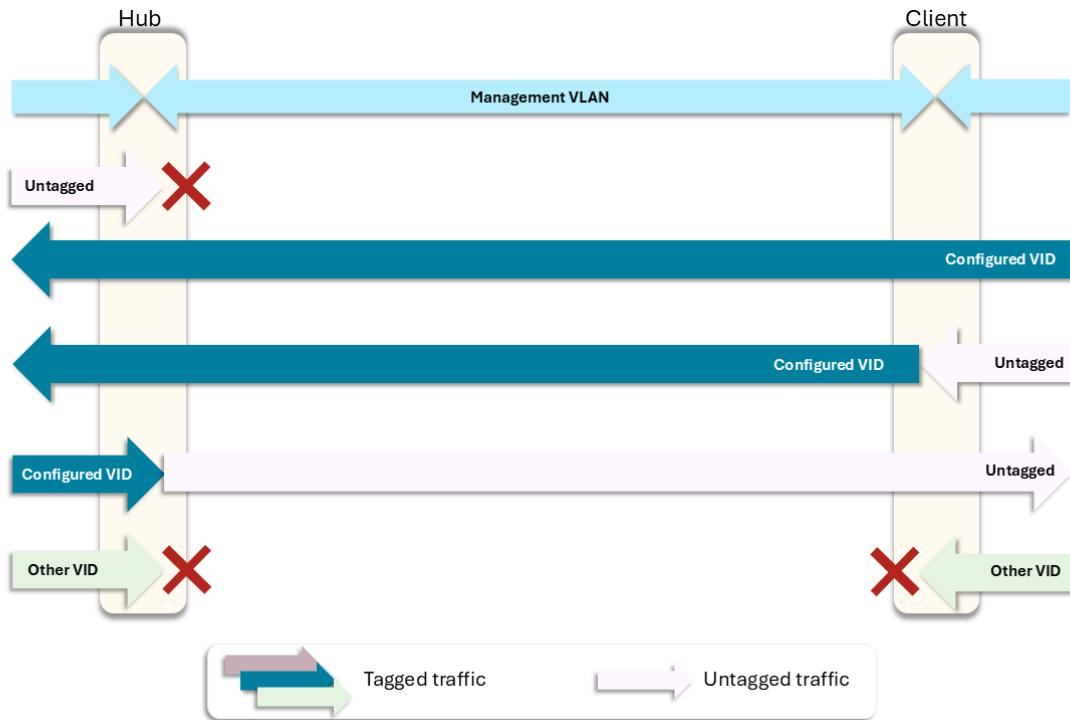 Hub
Client
Management VLAN
Untagged
Configured VID
Configured VID
Untagged
Configured VID
Untagged
Other VID
Other VID
Tagged traffic
Untagged traffic